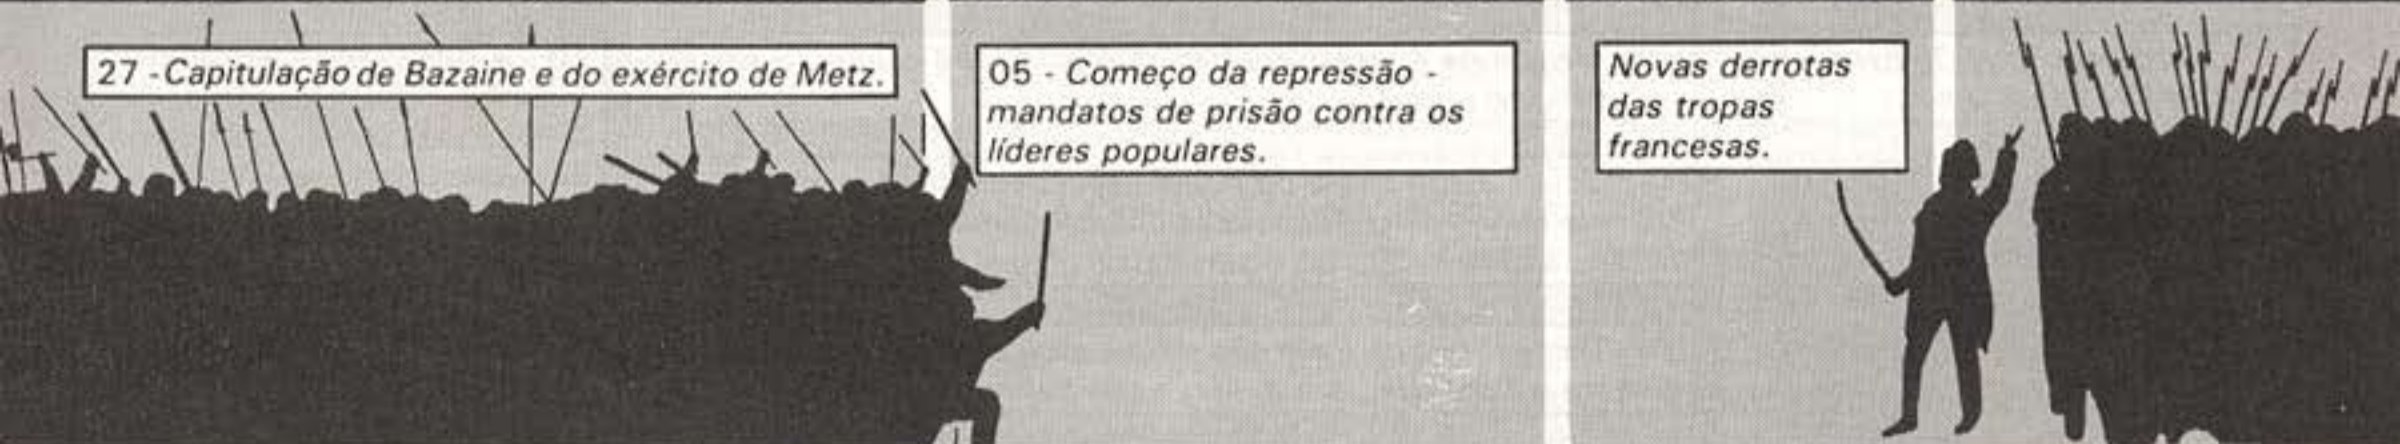 27 - Capitulação de Bazaine e do exército de Metz.
05 - Começo da repressão -
mandatos de prisão contra os
líderes populares.
Novas derrotas
das tropas
francesas.